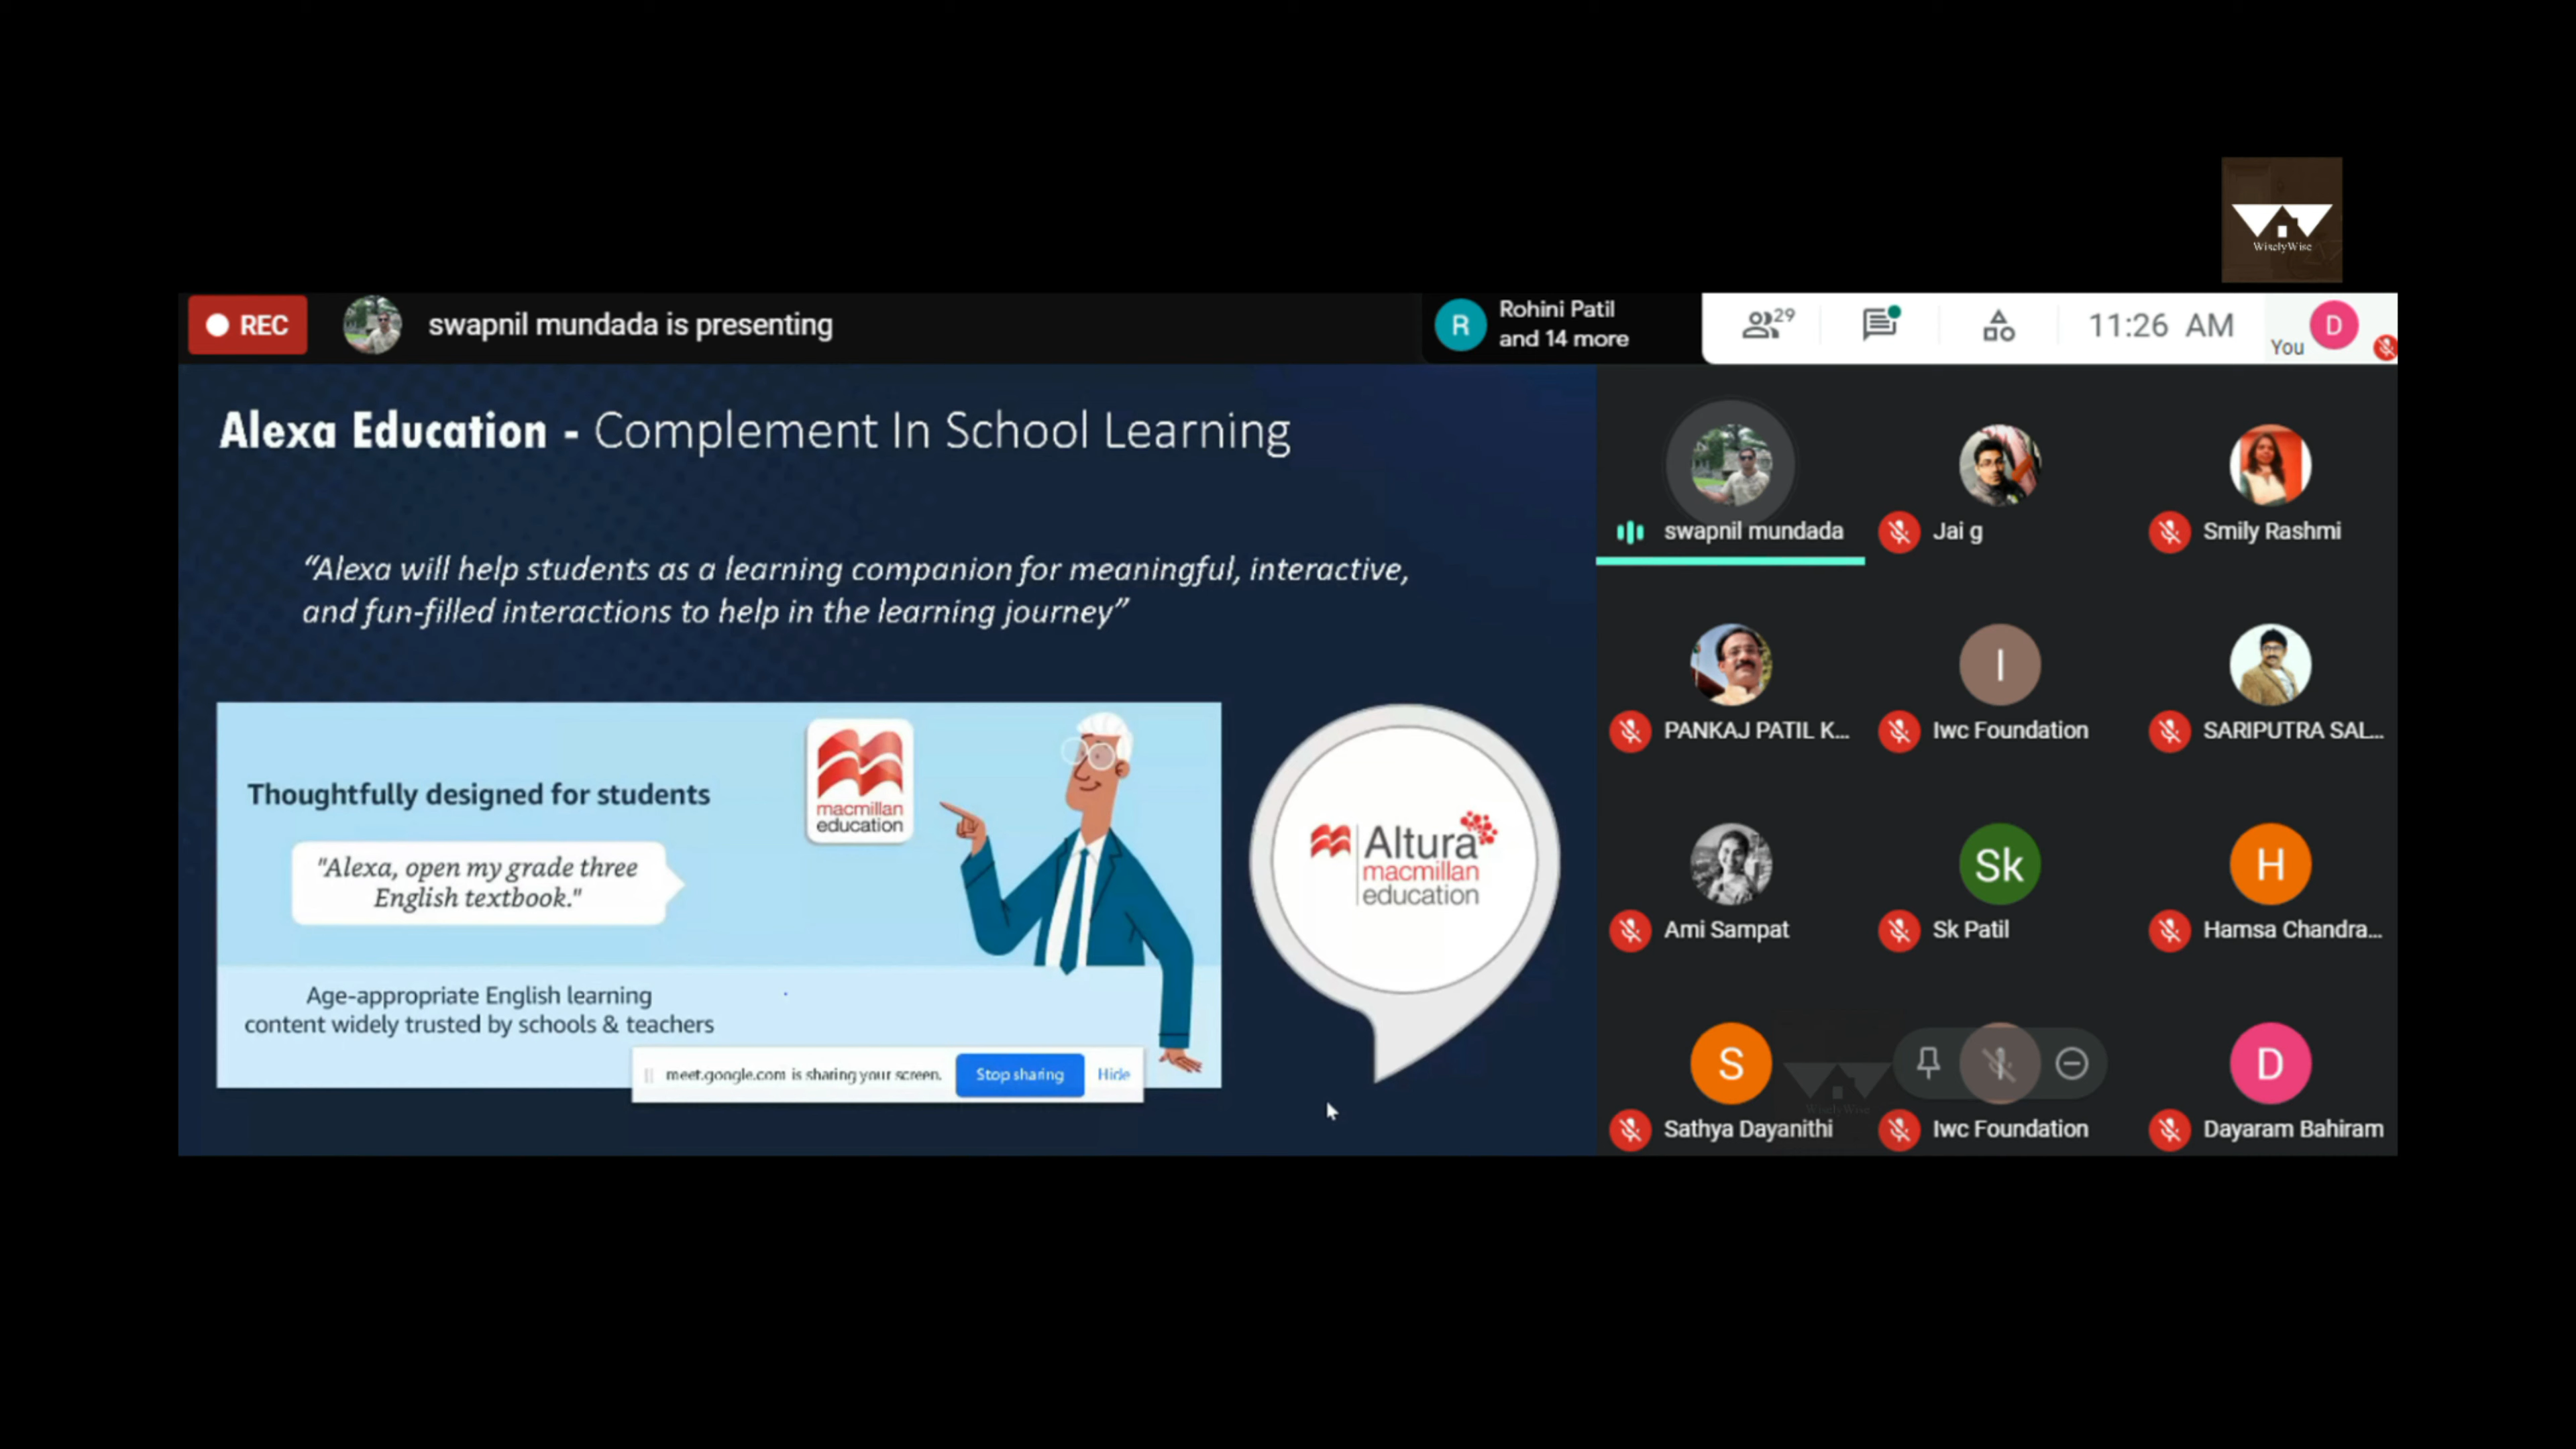 WiselyWise
REC
swapnil mundada is presenting
R
Rohini Patil
and 14 more
29
11:26 AM
You
D
Alexa Education - Complement In School Learning
“Alexa will help students as a learning companion for meaningful, interactive,
and fun-filled interactions to help in the learning journey”
Thoughtfully designed for students
"Alexa, open my grade three
English textbook."
macmillan
education
Age-appropriate English learning
content widely trusted by schools & teachers
Altura
macmillan
education
meet.google.com is sharing your screen.
Stop sharing
Hide
swapnil mundada
Jai g
Smily Rashmi
I
PANKAJ PATIL K...
Iwc Foundation
SARIPUTRA SAL...
Sk
H
Ami Sampat
Sk Patil
Hamsa Chandra...
S
D
WiselyWise
Sathya Dayanithi
Iwc Foundation
Dayaram Bahiram